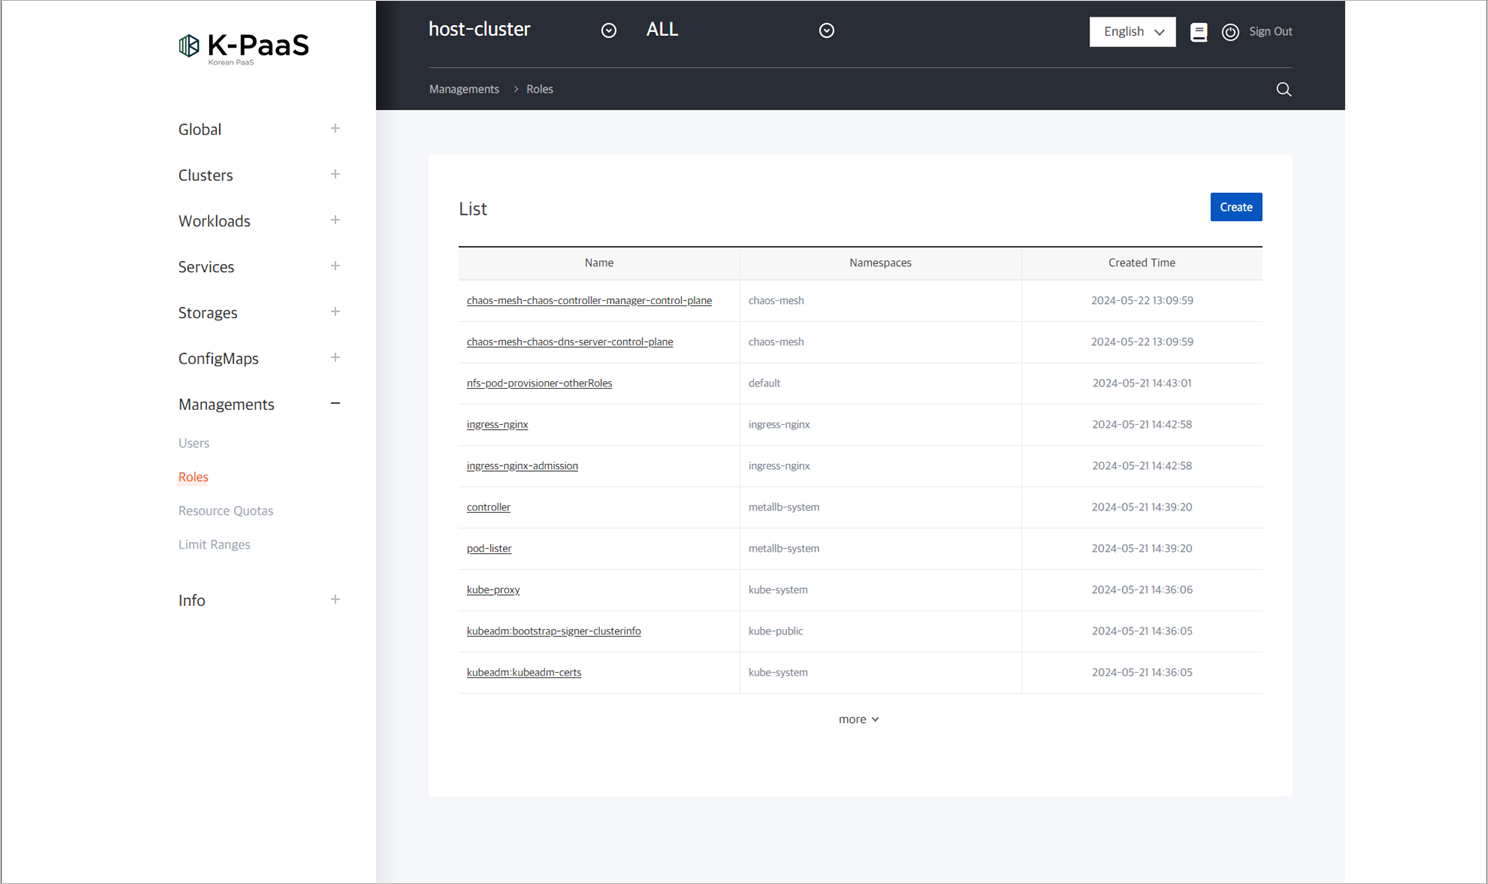 K-PaaS
Korean PaaS
host-cluster
ALL
English
Sign Out
Managements > Roles
Global +
Clusters +
Workloads +
Services +
Storages +
ConfigMaps +
Managements −
Users
Roles
Resource Quotas
Limit Ranges
Info +
List
Create
Name Namespaces Created Time
chaos-mesh-chaos-controller-manager-control-plane chaos-mesh 2024-05-22 13:09:59
chaos-mesh-chaos-dns-server-control-plane chaos-mesh 2024-05-22 13:09:59
nfs-pod-provisioner-otherRoles default 2024-05-21 14:43:01
ingress-nginx ingress-nginx 2024-05-21 14:42:58
ingress-nginx-admission ingress-nginx 2024-05-21 14:42:58
controller metallb-system 2024-05-21 14:39:20
pod-lister metallb-system 2024-05-21 14:39:20
kube-proxy kube-system 2024-05-21 14:36:06
kubeadm:bootstrap-signer-clusterinfo kube-public 2024-05-21 14:36:05
kubeadm:kubeadm-certs kube-system 2024-05-21 14:36:05
more